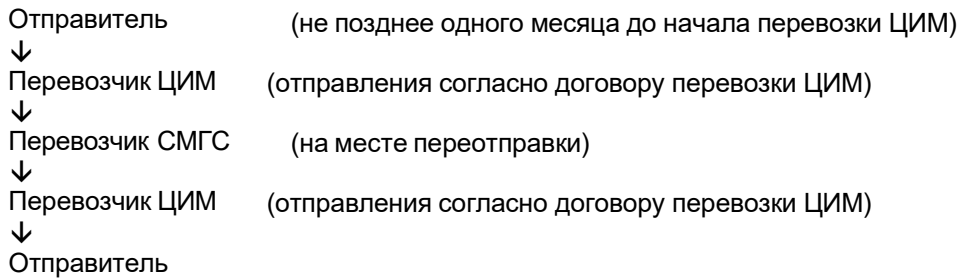 Отправитель (не позднее одного месяца до начала перевозки ЦИМ)
↓
Перевозчик ЦИМ (отправления согласно договору перевозки ЦИМ)
↓
Перевозчик СМГС (на месте переотправки)
↓
Перевозчик ЦИМ (отправления согласно договору перевозки ЦИМ)
↓
Отправитель